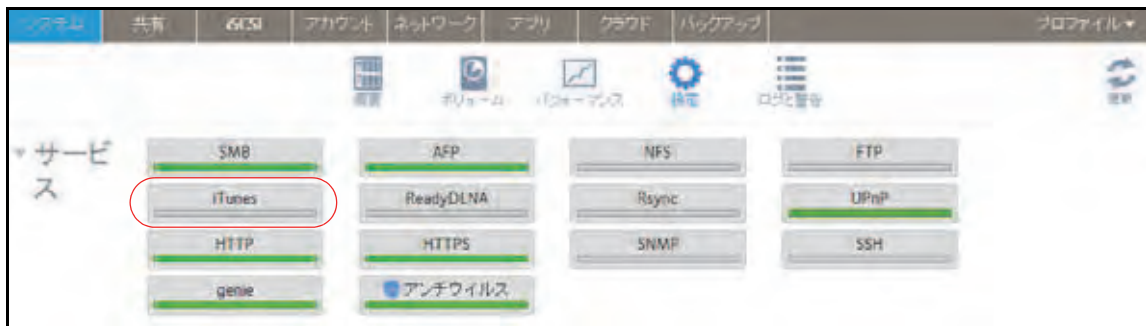 システム 共有 iSCSI アカウント ネットワーク アプリ クラウド バックアップ プロファイル▼
概要 ボリューム パフォーマンス 設定 ログと警告 更新
サービス
SMB AFP NFS FTP
iTunes ReadyDLNA Rsync UPnP
HTTP HTTPS SNMP SSH
genie アンチウイルス